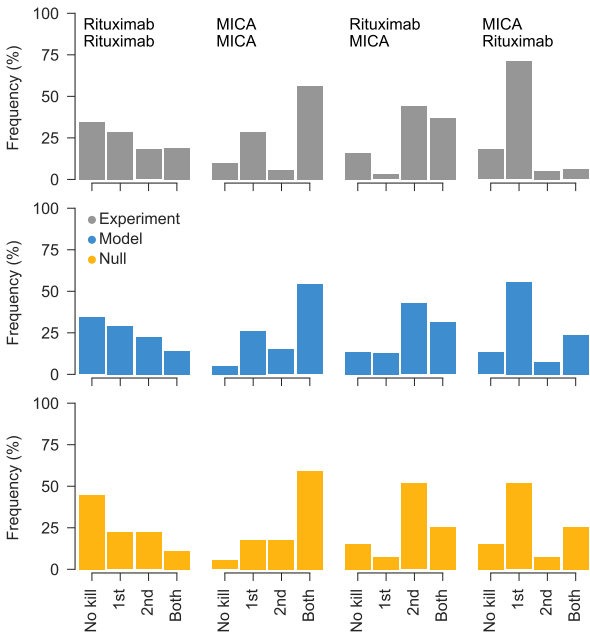 Rituximab
Rituximab
MICA
MICA
Rituximab
MICA
MICA
Rituximab
Frequency (%)
100
75
50
25
0
Experiment
Model
Null
Frequency (%)
100
75
50
25
0
Frequency (%)
100
75
50
25
0
No kill
1st
2nd
Both
No kill
1st
2nd
Both
No kill
1st
2nd
Both
No kill
1st
2nd
Both